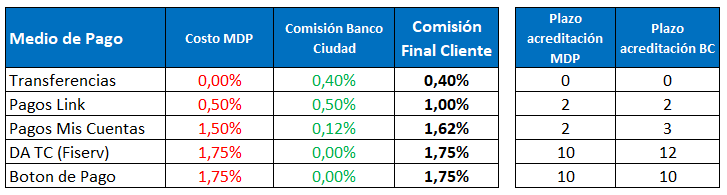 Medio de Pago Costo MDP Comisión Banco Ciudad Comisión Final Cliente Plazo acreditación MDP Plazo acreditación BC
Transferencias 0,00% 0,40% 0,40% 0 0
Pagos Link 0,50% 0,50% 1,00% 2 2
Pagos Mis Cuentas 1,50% 0,12% 1,62% 2 3
DA TC (Fiserv) 1,75% 0,00% 1,75% 10 12
Boton de Pago 1,75% 0,00% 1,75% 10 10